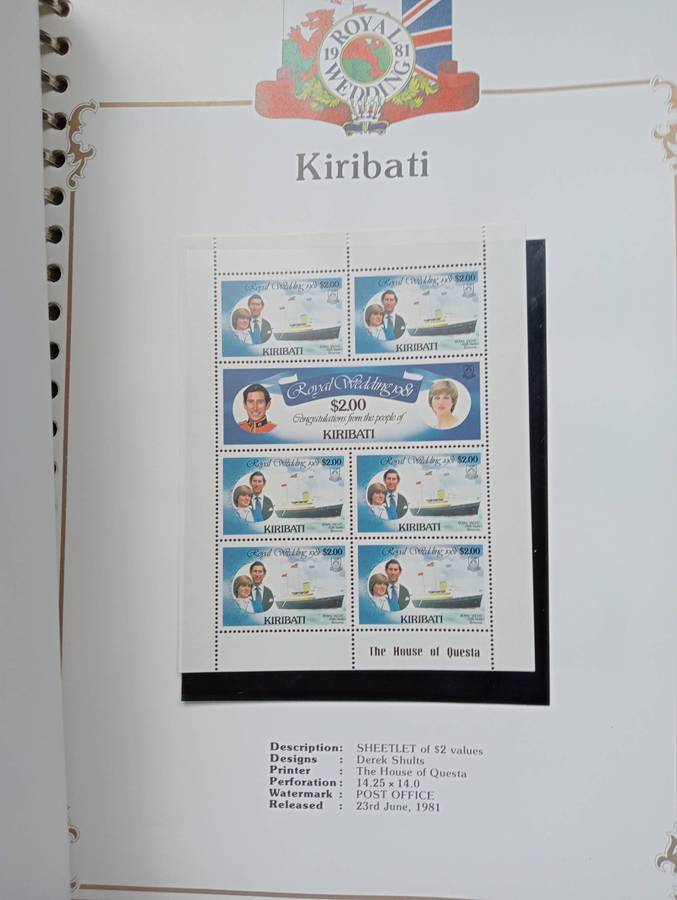 ROYAL
19 81
WEDDING
Kiribati
Royal Wedding 1981 $2.00
KIRIBATI
Royal Wedding 1981 $2.00
KIRIBATI
Royal Wedding 1981
$2.00
Congratulations from the people of
KIRIBATI
Royal Wedding 1981 $2.00
KIRIBATI
Royal Wedding 1981 $2.00
KIRIBATI
Royal Wedding 1981 $2.00
KIRIBATI
Royal Wedding 1981 $2.00
KIRIBATI
The House of Questa
Description: SHEETLET of $2 values
Designs : Derek Shults
Printer : The House of Questa
Perforation: 14.25 x 14.0
Watermark : POST OFFICE
Released : 23rd June, 1981